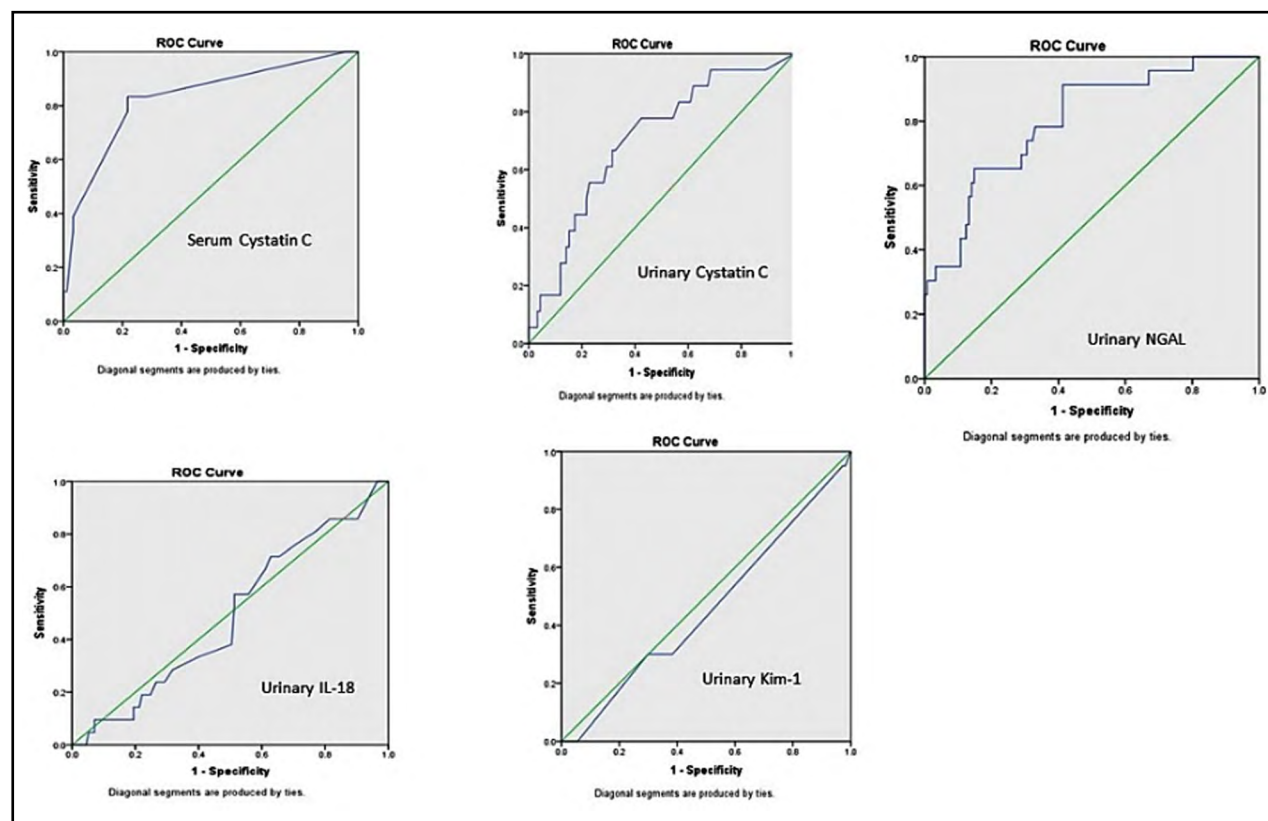 ROC Curve
1.0
0.8
0.6
0.4
0.2
0.0
Sensitivity
Serum Cystatin C
0.0 0.2 0.4 0.6 0.8 1.0
1 - Specificity
Diagonal segments are produced by ties.
ROC Curve
1.0
0.8
0.6
0.4
0.2
0.0
Sensitivity
Urinary Cystatin C
0.0 0.2 0.4 0.6 0.8 1
1 - Specificity
Diagonal segments are produced by ties.
ROC Curve
1.0
0.8
0.6
0.4
0.2
0.0
Sensitivity
Urinary NGAL
0.0 0.2 0.4 0.6 0.8 1.0
1 - Specificity
Diagonal segments are produced by ties.
ROC Curve
1.0
0.8
0.6
0.4
0.2
0.0
Sensitivity
Urinary IL-18
0.0 0.2 0.4 0.6 0.8 1.0
1 - Specificity
Diagonal segments are produced by ties.
ROC Curve
1.0
0.8
0.6
0.4
0.2
0.0
Sensitivity
Urinary Kim-1
0.0 0.2 0.4 0.6 0.8 1.0
1 - Specificity
Diagonal segments are produced by ties.